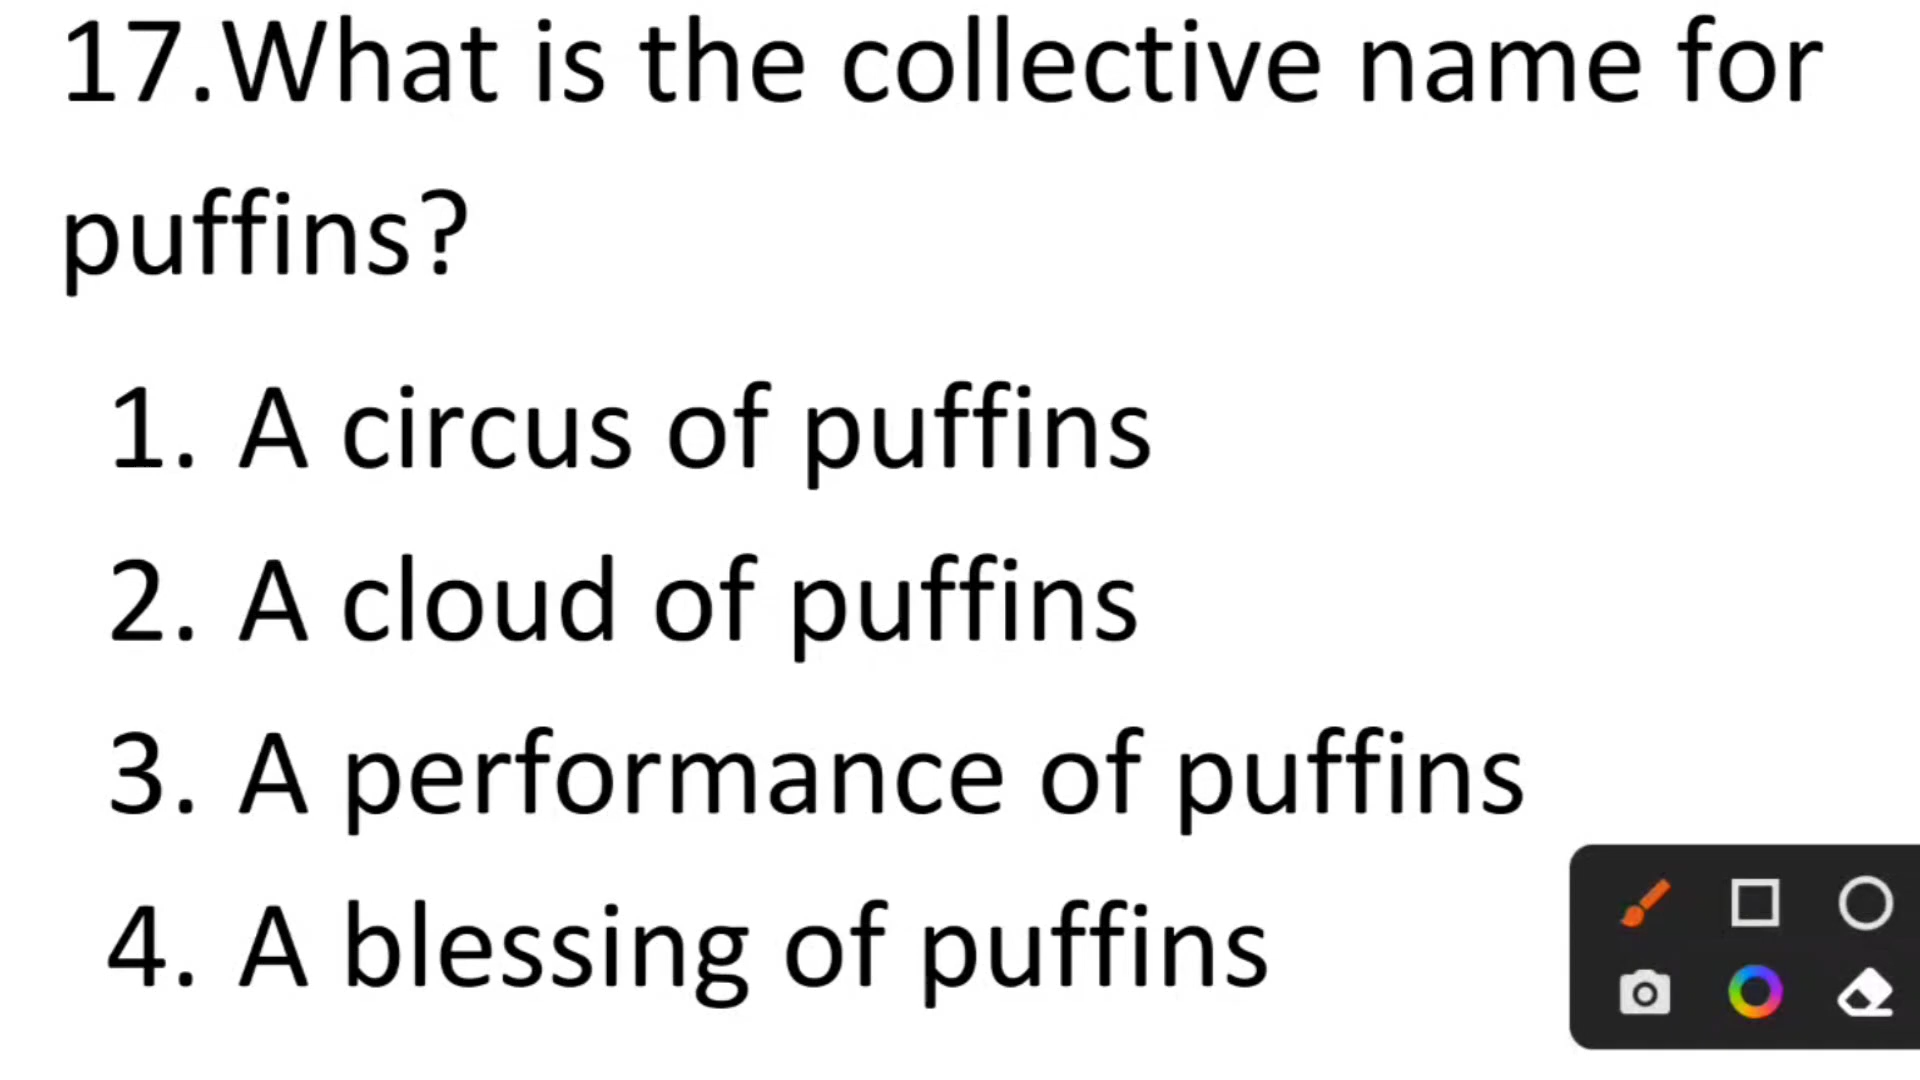 17.What is the collective name for
puffins?
1. A circus of puffins
2. A cloud of puffins
3. A performance of puffins
4. A blessing of puffins